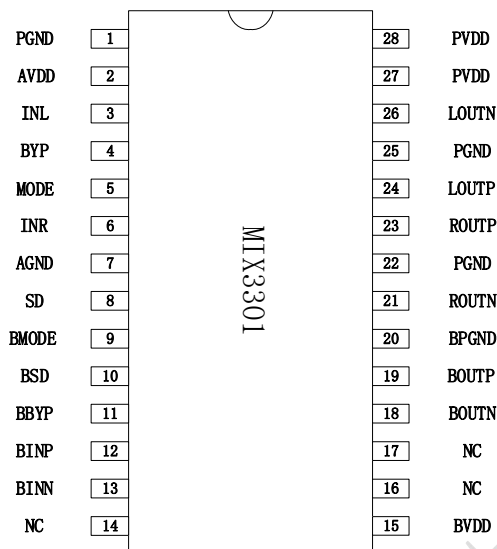 PGND 1 28 PVDD
AVDD 2 27 PVDD
INL 3 26 LOUTN
BYP 4 25 PGND
MODE 5 24 LOUTP
INR 6 23 ROUTP
AGND 7 22 PGND
SD 8 21 ROUTN
BMODE 9 20 BPGND
BSD 10 19 BOUTP
BBYP 11 18 BOUTN
BINP 12 17 NC
BINN 13 16 NC
NC 14 15 BVDD
MIX3301